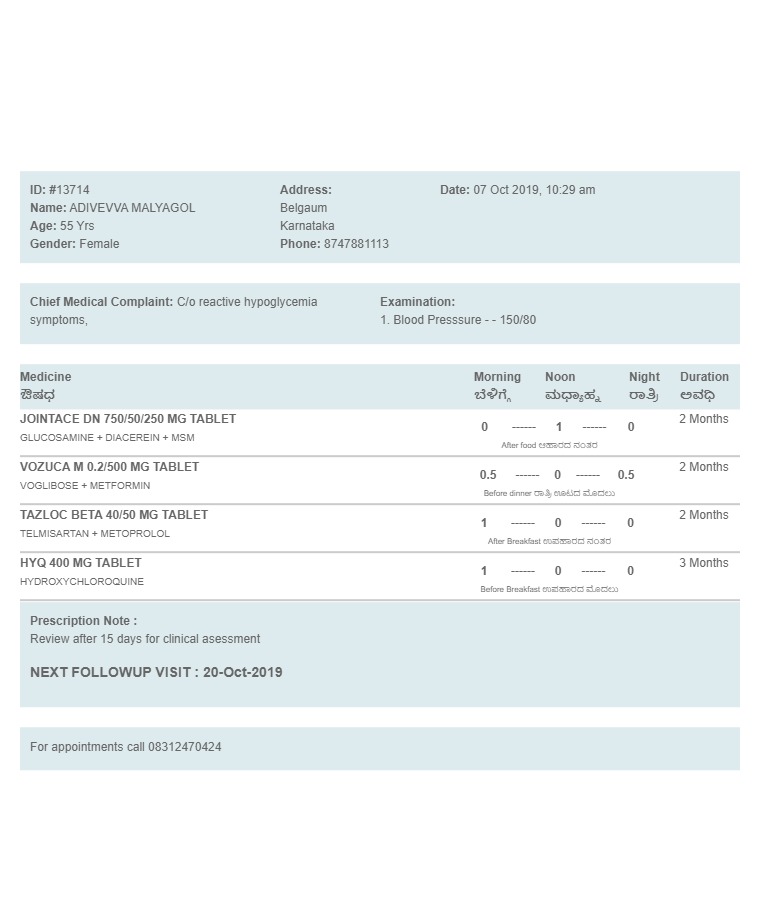 ID: #13714 Address: Date: 07 Oct 2019, 10:29 am
Name: ADIVEVVA MALYAGOL Belgaum
Age: 55 Yrs Karnataka
Gender: Female Phone: 8747881113
Chief Medical Complaint: C/o reactive hypoglycemia Examination:
symptoms, 1. Blood Presssure - - 150/80
Medicine Morning Noon Night Duration
ಔಷಧ ಬೆಳಿಗ್ಗೆ ಮಧ್ಯಾಹ್ನ ರಾತ್ರಿ ಅವಧಿ
JOINTACE DN 750/50/250 MG TABLET 2 Months
0 ------ 1 ------ 0
GLUCOSAMINE + DIACEREIN + MSM
After food ಆಹಾರದ ನಂತರ
VOZUCA M 0.2/500 MG TABLET 2 Months
0.5 ------ 0 ------ 0.5
VOGLIBOSE + METFORMIN
Before dinner ರಾತ್ರಿ ಊಟದ ಮೊದಲು
TAZLOC BETA 40/50 MG TABLET 2 Months
1 ------ 0 ------ 0
TELMISARTAN + METOPROLOL
After Breakfast ಉಪಹಾರದ ನಂತರ
HYQ 400 MG TABLET 3 Months
1 ------ 0 ------ 0
HYDROXYCHLOROQUINE
Before Breakfast ಉಪಹಾರದ ಮೊದಲು
Prescription Note :
Review after 15 days for clinical asessment
NEXT FOLLOWUP VISIT : 20-Oct-2019
For appointments call 08312470424